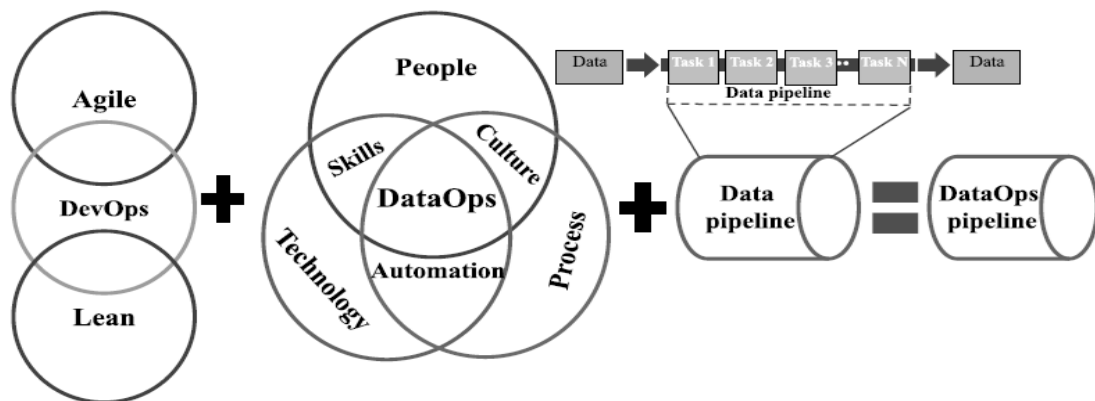 Agile
DevOps
Lean
People
Skills
Culture
DataOps
Technology
Automation
Process
Data
Task 1
Task 2
Task 3
..
Task N
Data
Data pipeline
Data
pipeline
DataOps
pipeline